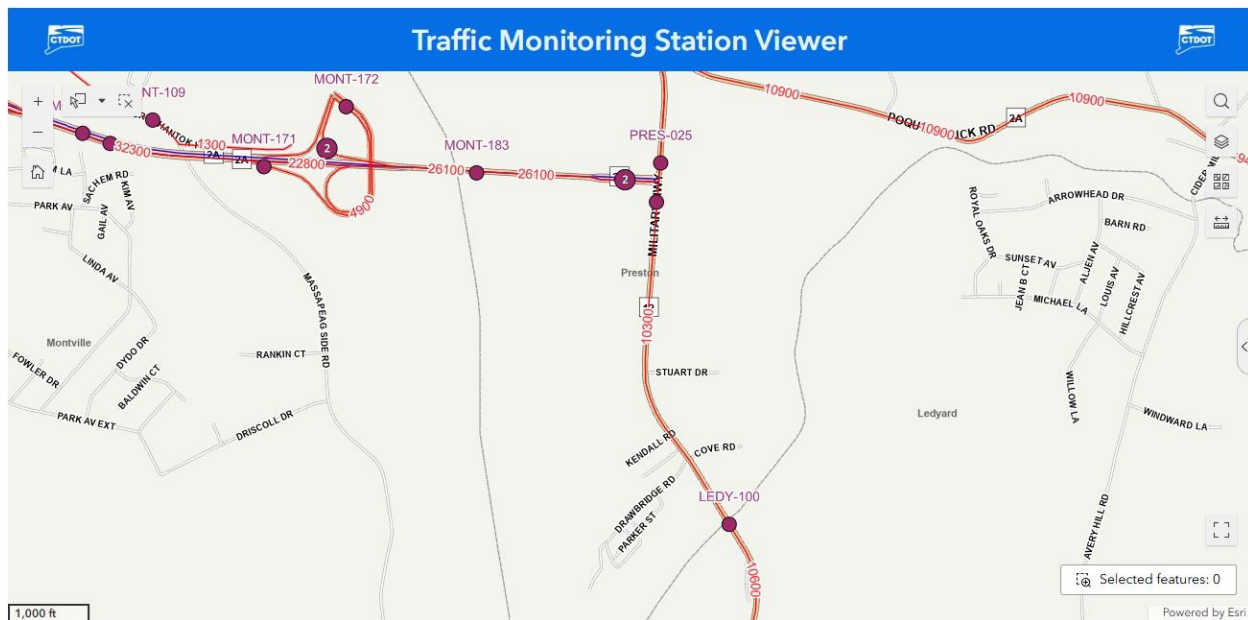 CTDOT
Traffic Monitoring Station Viewer
CTDOT
MONT-172
NT-109
MONT-171
MONT-183
PRES-025
LEDY-100
1300
32300
2A
2A
22800
26100
26100
4900
2
2
10900
10900
10900
2A
10300
10600
MONTVILLE
SACHEM RD
KIM AV
PARK AV
GAIL AV
LINDA AV
Montville
DYDO DR
FOWLER DR
BALDWIN CT
PARK AV EXT
DRISCOLL DR
RANKIN CT
MASSAPEAG SIDE RD
Preston
STUART DR
KENDALL RD
COVE RD
DRAWBRIDGE RD
PARKER ST
Ledyard
ROYAL OAKS DR
ARROWHEAD DR
BARN RD
SUNSET AV
ALJEN AV
JEAN B CT
MICHAEL LA
LOUIS AV
HILLCREST AV
WILLOW LA
WINDWARD LA
AVERY HILL RD
Selected features: 0
1,000 ft
Powered by Esri